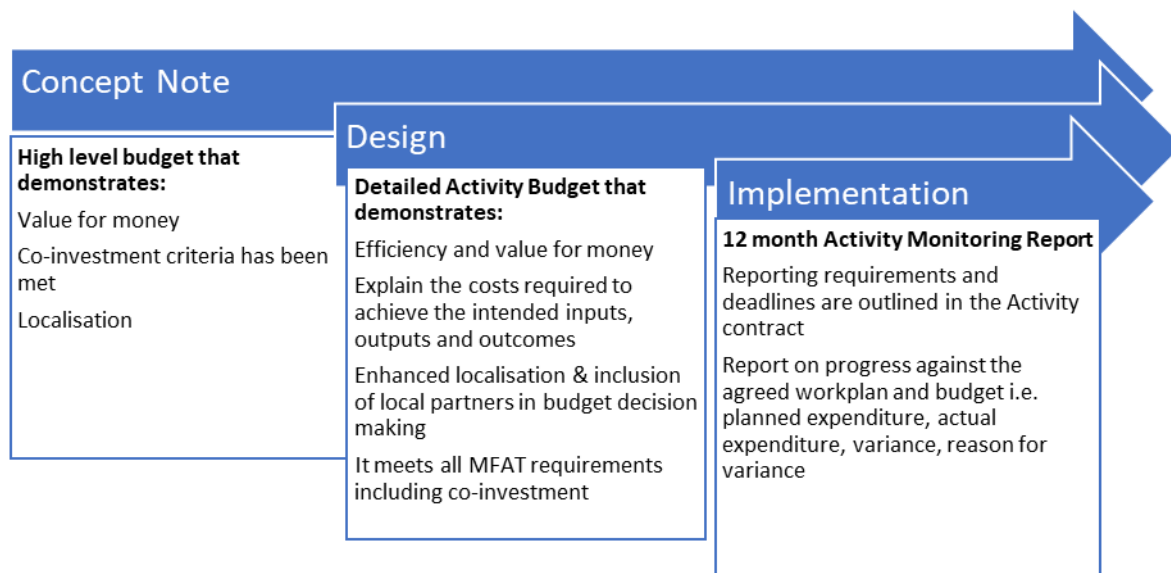 Concept Note
High level budget that
demonstrates:
Value for money
Co-investment criteria has been
met
Localisation
Design
Detailed Activity Budget that
demonstrates:
Efficiency and value for money
Explain the costs required to
achieve the intended inputs,
outputs and outcomes
Enhanced localisation & inclusion
of local partners in budget decision
making
It meets all MFAT requirements
including co-investment
Implementation
12 month Activity Monitoring Report
Reporting requirements and
deadlines are outlined in the Activity
contract
Report on progress against the
agreed workplan and budget i.e.
planned expenditure, actual
expenditure, variance, reason for
variance